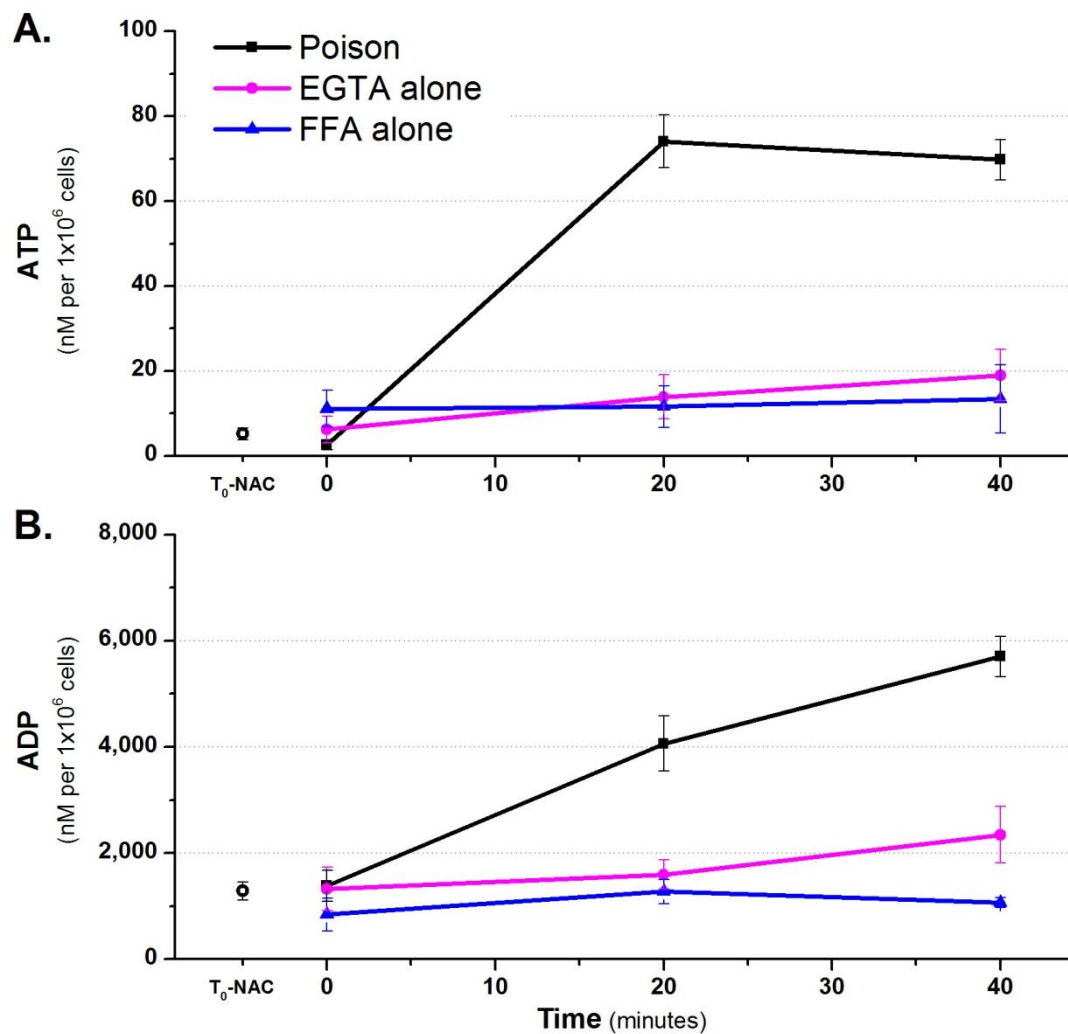 A.
Poison
EGTA alone
FFA alone
100
80
60
40
20
0
ATP
(nM per 1x10⁶ cells)
T₀-NAC 0 10 20 30 40
B.
8,000
6,000
4,000
2,000
0
ADP
(nM per 1x10⁶ cells)
T₀-NAC 0 10 20 30 40
Time (minutes)